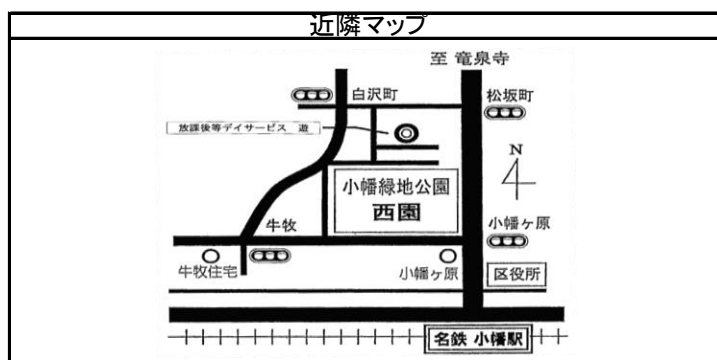 近隣マップ
至 竜泉寺
白沢町
松坂町
放課後等デイサービス 遊
N
小幡緑地公園
西園
牛牧
小幡ヶ原
牛牧住宅
小幡ヶ原
区役所
名鉄 小幡駅